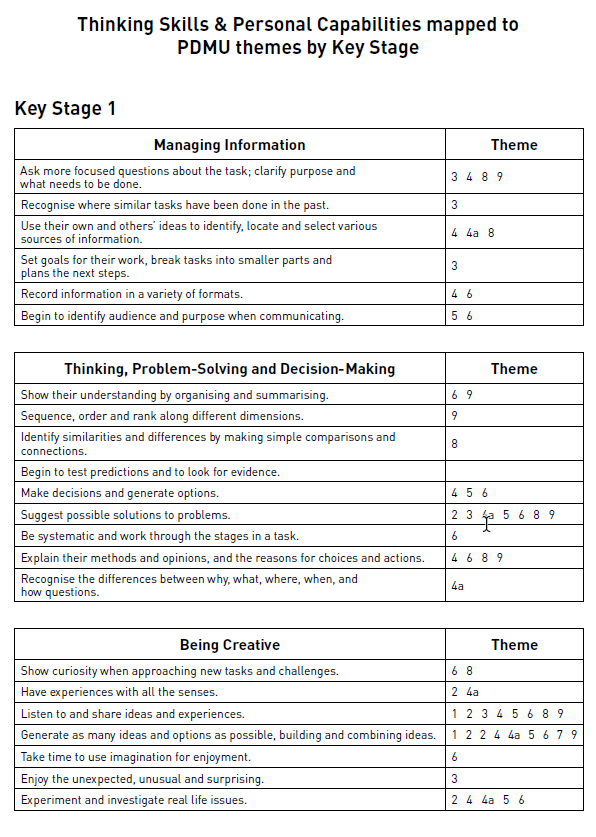 Thinking Skills & Personal Capabilities mapped to
PDMU themes by Key Stage
Key Stage 1
Managing Information Theme
Ask more focused questions about the task; clarify purpose and
what needs to be done. 3 4 8 9
Recognise where similar tasks have been done in the past. 3
Use their own and others' ideas to identify, locate and select various
sources of information. 4 4a 8
Set goals for their work, break tasks into smaller parts and
plans the next steps. 3
Record information in a variety of formats. 4 6
Begin to identify audience and purpose when communicating. 5 6
Thinking, Problem-Solving and Decision-Making Theme
Show their understanding by organising and summarising. 6 9
Sequence, order and rank along different dimensions. 9
Identify similarities and differences by making simple comparisons and
connections. 8
Begin to test predictions and to look for evidence.
Make decisions and generate options. 4 5 6
Suggest possible solutions to problems. 2 3 4a 5 6 8 9
Be systematic and work through the stages in a task. 6
Explain their methods and opinions, and the reasons for choices and actions. 4 6 8 9
Recognise the differences between why, what, where, when, and
how questions. 4a
Being Creative Theme
Show curiosity when approaching new tasks and challenges. 6 8
Have experiences with all the senses. 2 4a
Listen to and share ideas and experiences. 1 2 3 4 5 6 8 9
Generate as many ideas and options as possible, building and combining ideas. 1 2 2 4 4a 5 6 7 9
Take time to use imagination for enjoyment. 6
Enjoy the unexpected, unusual and surprising. 3
Experiment and investigate real life issues. 2 4 4a 5 6